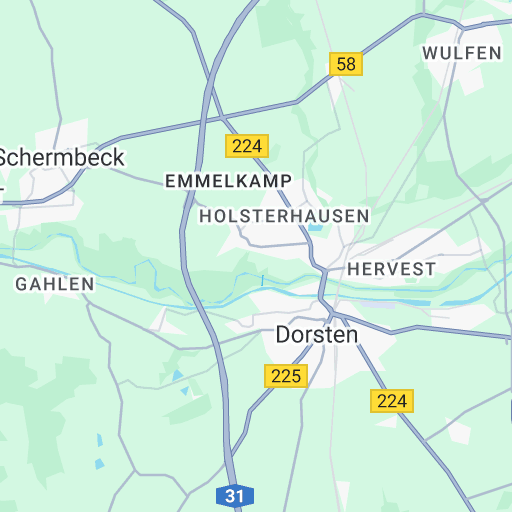 WULFEN
58
224
Schermbeck
EMMELKAMP
HOLSTERHAUSEN
HERVEST
GAHLEN
Dorsten
225
224
31